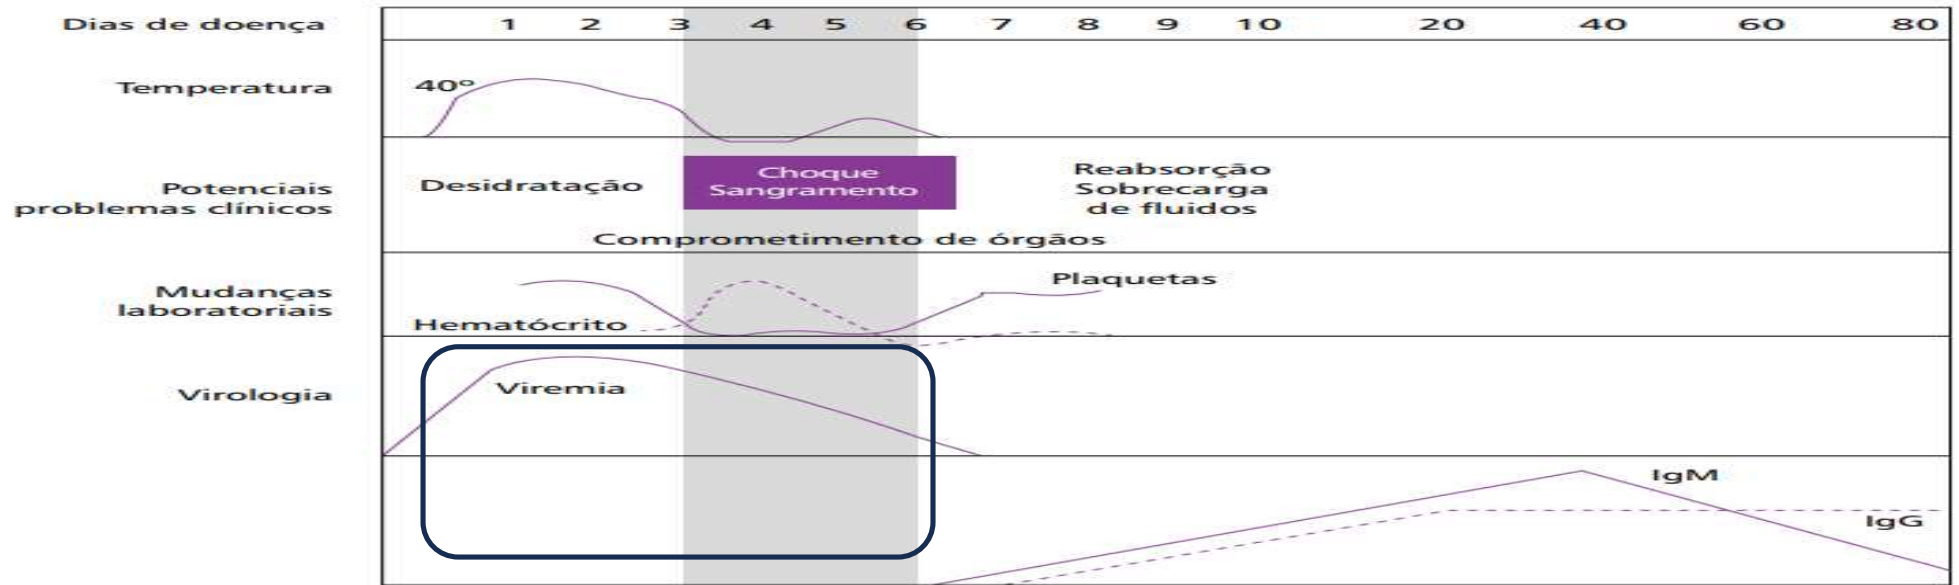 Dias de doença 1 2 3 4 5 6 7 8 9 10 20 40 60 80
Temperatura
40º
Potenciais
problemas clínicos
Desidratação
Choque
Sangramento
Reabsorção
Sobrecarga
de fluidos
Comprometimento de órgãos
Mudanças
laboratoriais
Hematócrito
Plaquetas
Virologia
Viremia
IgM
IgG